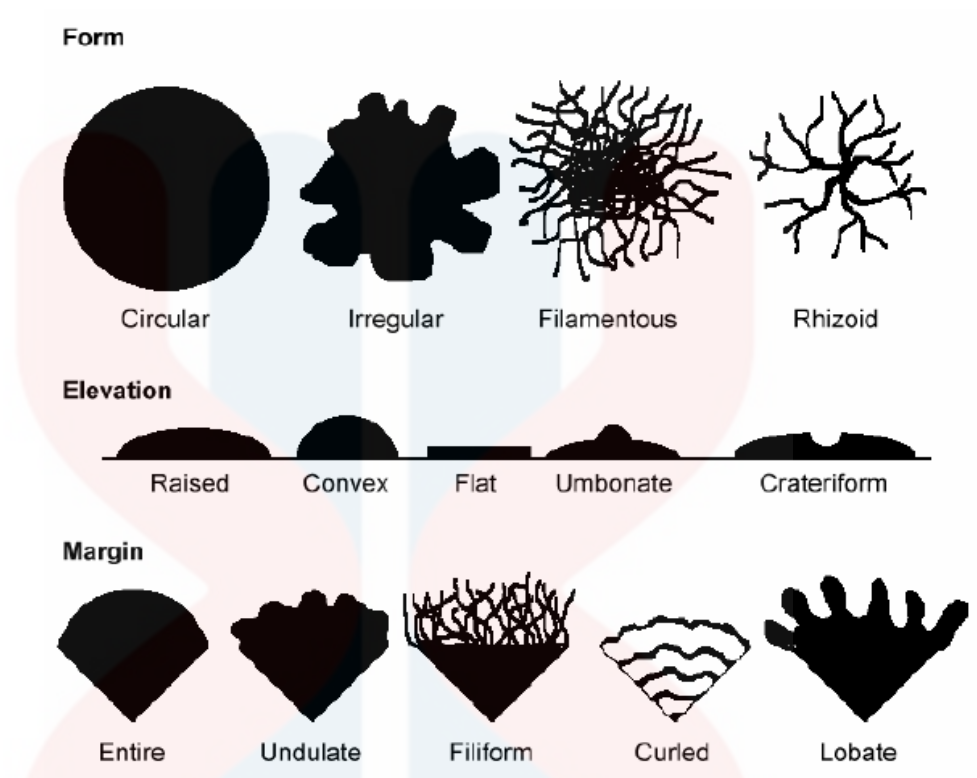 Form
Circular Irregular Filamentous Rhizoid
Elevation
Raised Convex Flat Umbonate Crateriform
Margin
Entire Undulate Filiform Curled Lobate